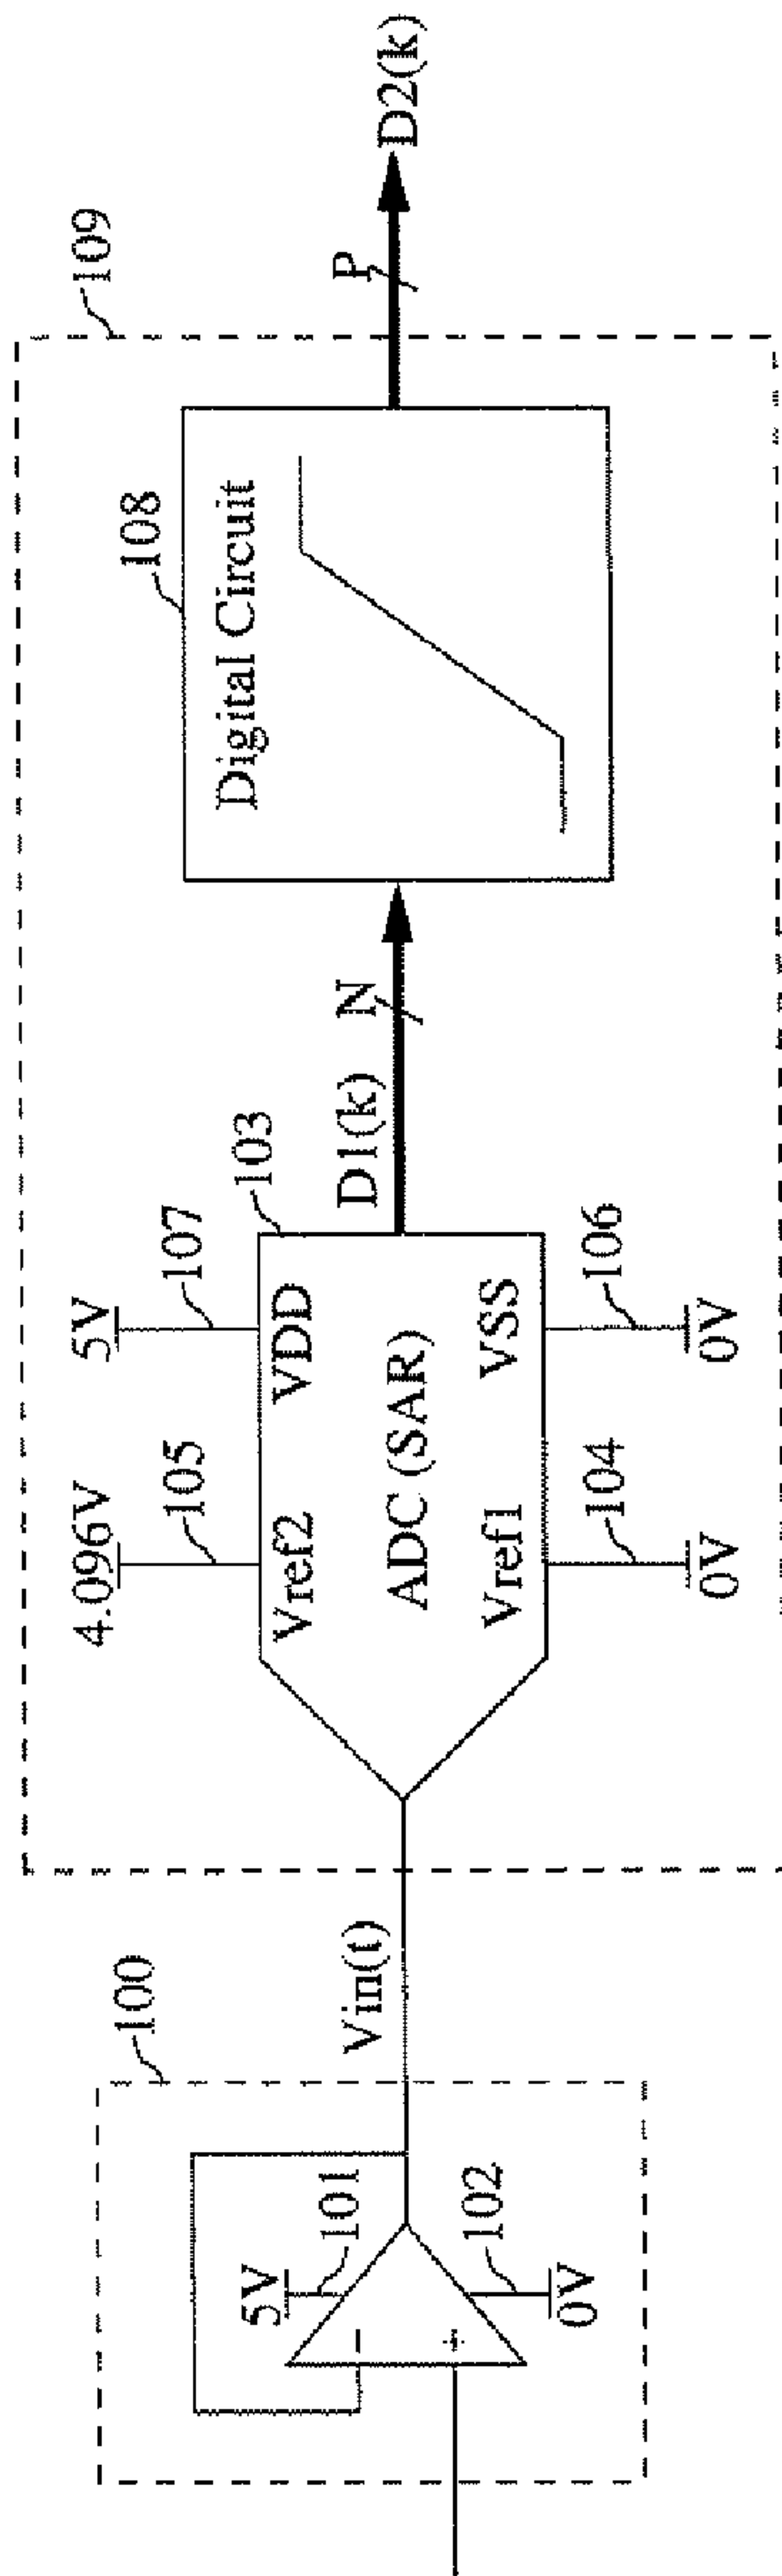 100
5V
101
-
+
102
0V
Vin(t)
109
4.096V
5V
105
107
103
Vref2
VDD
ADC (SAR)
Vref1
VSS
104
106
0V
0V
D1(k)
N
108
Digital Circuit
P
D2(k)